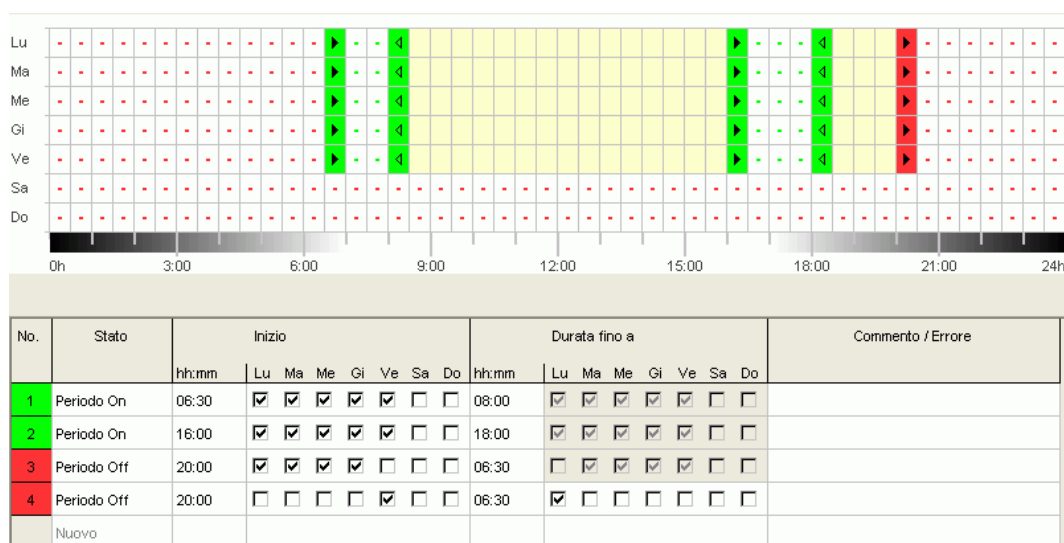 Lu
Ma
Me
Gi
Ve
Sa
Do
0h 3:00 6:00 9:00 12:00 15:00 18:00 21:00 24h
No. Stato Inizio Durata fino a Commento / Errore
hh:mm Lu Ma Me Gi Ve Sa Do hh:mm Lu Ma Me Gi Ve Sa Do
1 Periodo On 06:30 08:00
2 Periodo On 16:00 18:00
3 Periodo Off 20:00 06:30
4 Periodo Off 20:00 06:30
Nuovo